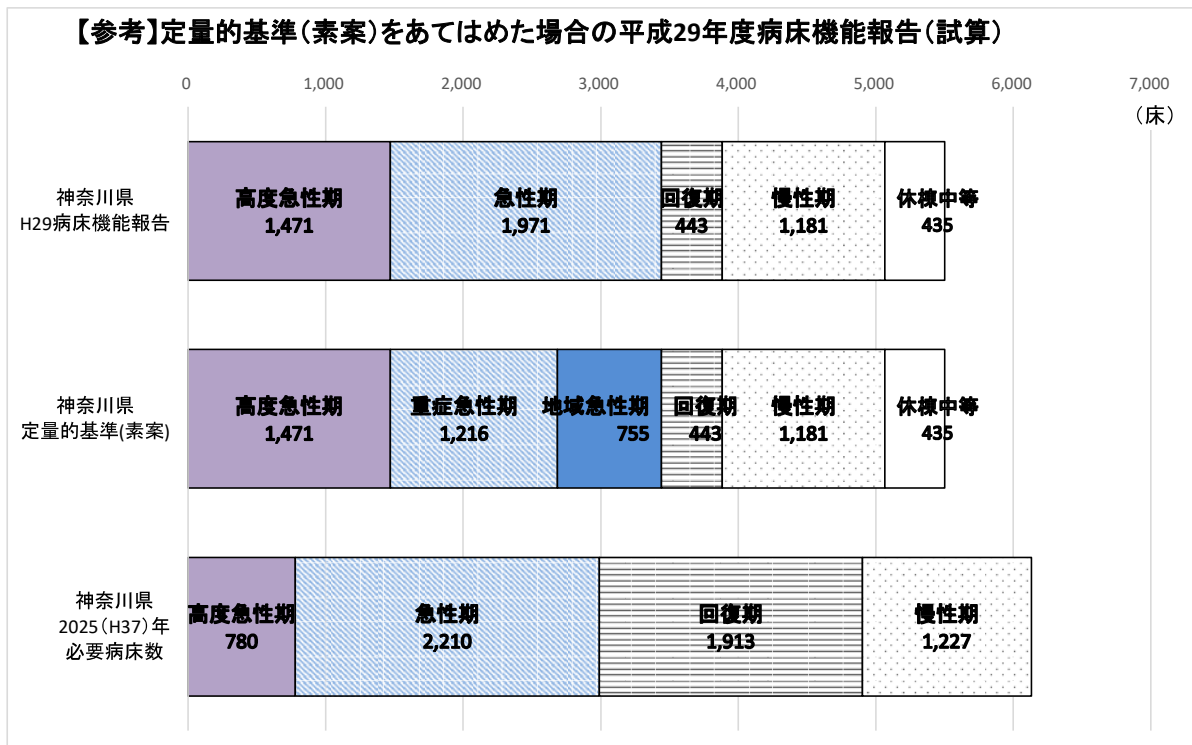 【参考】定量的基準（素案）をあてはめた場合の平成29年度病床機能報告（試算）
0 1,000 2,000 3,000 4,000 5,000 6,000 7,000
（床）
神奈川県
H29病床機能報告
高度急性期
1,471
急性期
1,971
回復期
443
慢性期
1,181
休棟中等
435
神奈川県
定量的基準(素案)
高度急性期
1,471
重症急性期
1,216
地域急性期
755
回復期
443
慢性期
1,181
休棟中等
435
神奈川県
2025（H37）年
必要病床数
高度急性期
780
急性期
2,210
回復期
1,913
慢性期
1,227